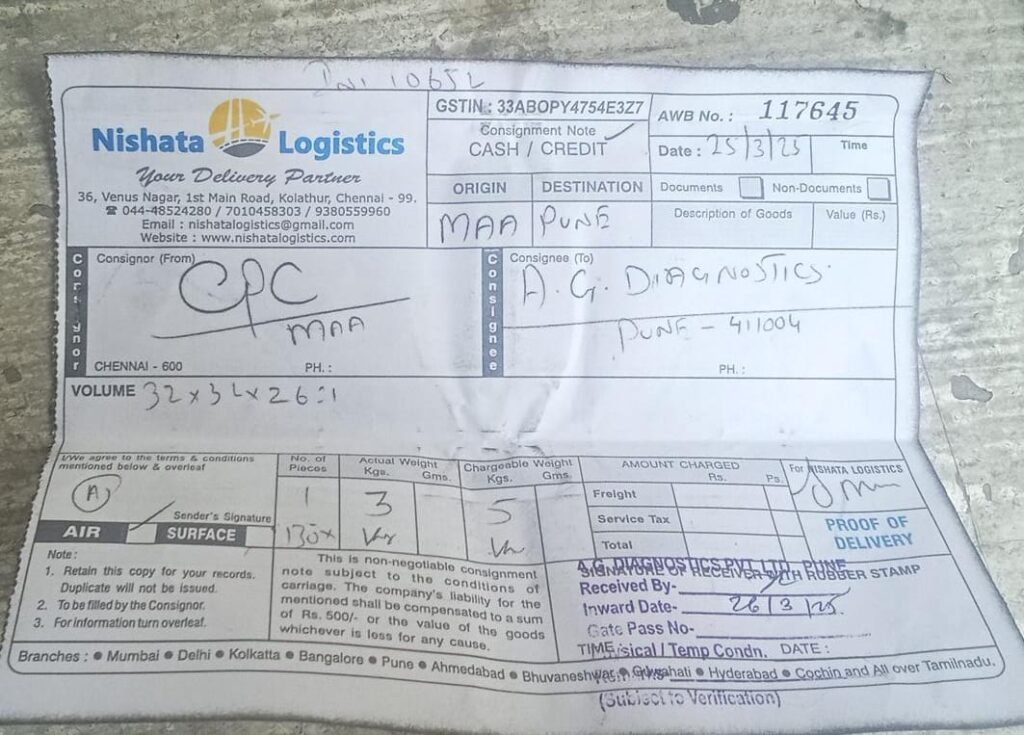 Inv 10652
Nishata Logistics
Your Delivery Partner
36, Venus Nagar, 1st Main Road, Kolathur, Chennai - 99.
☎ 044-48524280 / 7010458303 / 9380559960
Email : nishatalogistics@gmail.com
Website : www.nishatalogistics.com
GSTIN : 33ABOPY4754E3Z7
Consignment Note
CASH / CREDIT
AWB No. : 117645
Date : 25/3/25
Time
ORIGIN
DESTINATION
MAA
PUNE
Documents
Non-Documents
Description of Goods
Value (Rs.)
Consignor (From)
CPC
MAA
CHENNAI - 600
PH. :
Consignee
Consignee (To)
A.G. DIAGNOSTICS.
PUNE - 411004
PH. :
VOLUME 32 x 32 x 26 : 1
I/We agree to the terms & conditions
mentioned below & overleaf
A
Sender's Signature
AIR
SURFACE
No. of Pieces
1
Box
Actual Weight
Kgs. Gms.
3
Chargeable Weight
Kgs. Gms.
5
AMOUNT CHARGED
Rs. Ps.
Freight
Service Tax
Total
For NISHATA LOGISTICS
PROOF OF
DELIVERY
Note :
1. Retain this copy for your records.
Duplicate will not be issued.
2. To be filled by the Consignor.
3. For information turn overleaf.
This is non-negotiable consignment
note subject to the conditions of
carriage. The company's liability for the
mentioned shall be compensated to a sum
of Rs. 500/- or the value of the goods
whichever is less for any cause.
A.G. DIAGNOSTICS PVT. LTD. PUNE
SIGNATURE OF RECEIVER WITH RUBBER STAMP
Received By-
Inward Date- 26/3/25.
Gate Pass No-
TIME :
Physical / Temp Condn.
DATE :
(Subject to Verification)
Branches : ● Mumbai ● Delhi ● Kolkatta ● Bangalore ● Pune ● Ahmedabad ● Bhuvaneshwar ● Guwahati ● Hyderabad ● Cochin and All over Tamilnadu.